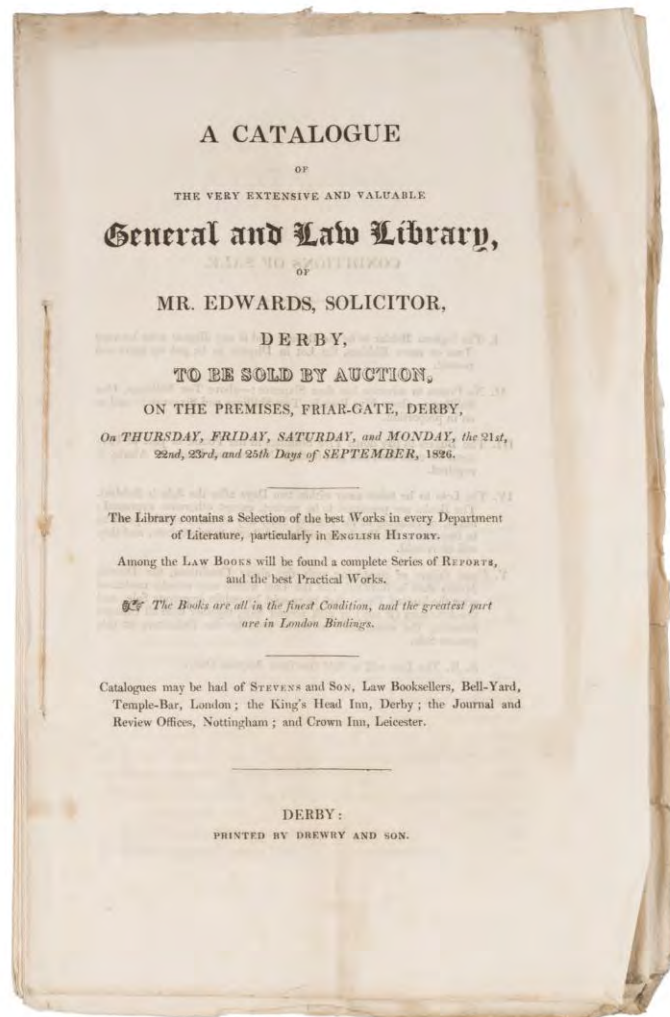 A CATALOGUE
OF
THE VERY EXTENSIVE AND VALUABLE
General and Law Library,
OF
MR. EDWARDS, SOLICITOR,
DERBY,
TO BE SOLD BY AUCTION,
ON THE PREMISES, FRIAR-GATE, DERBY,
On THURSDAY, FRIDAY, SATURDAY, and MONDAY, the 21st,
22nd, 23rd, and 25th Days of SEPTEMBER, 1826.
The Library contains a Selection of the best Works in every Department
of Literature, particularly in ENGLISH HISTORY.
Among the LAW BOOKS will be found a complete Series of REPORTS,
and the best Practical Works.
☞ The Books are all in the finest Condition, and the greatest part
are in London Bindings.
Catalogues may be had of STEVENS and SON, Law Booksellers, Bell-Yard,
Temple-Bar, London; the King's Head Inn, Derby; the Journal and
Review Offices, Nottingham; and Crown Inn, Leicester.
DERBY:
PRINTED BY DREWRY AND SON.